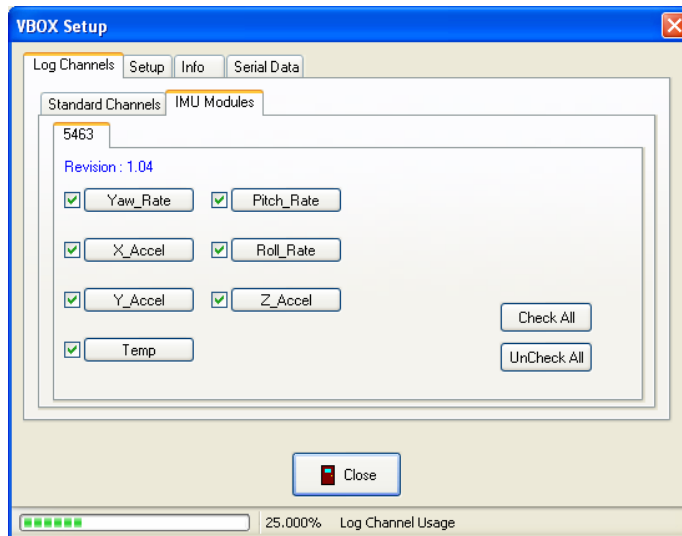 VBOX Setup
Log Channels Setup Info Serial Data
Standard Channels IMU Modules
5463
Revision : 1.04
Yaw_Rate Pitch_Rate
X_Accel Roll_Rate
Y_Accel Z_Accel
Check All
Temp
UnCheck All
Close
25.000% Log Channel Usage